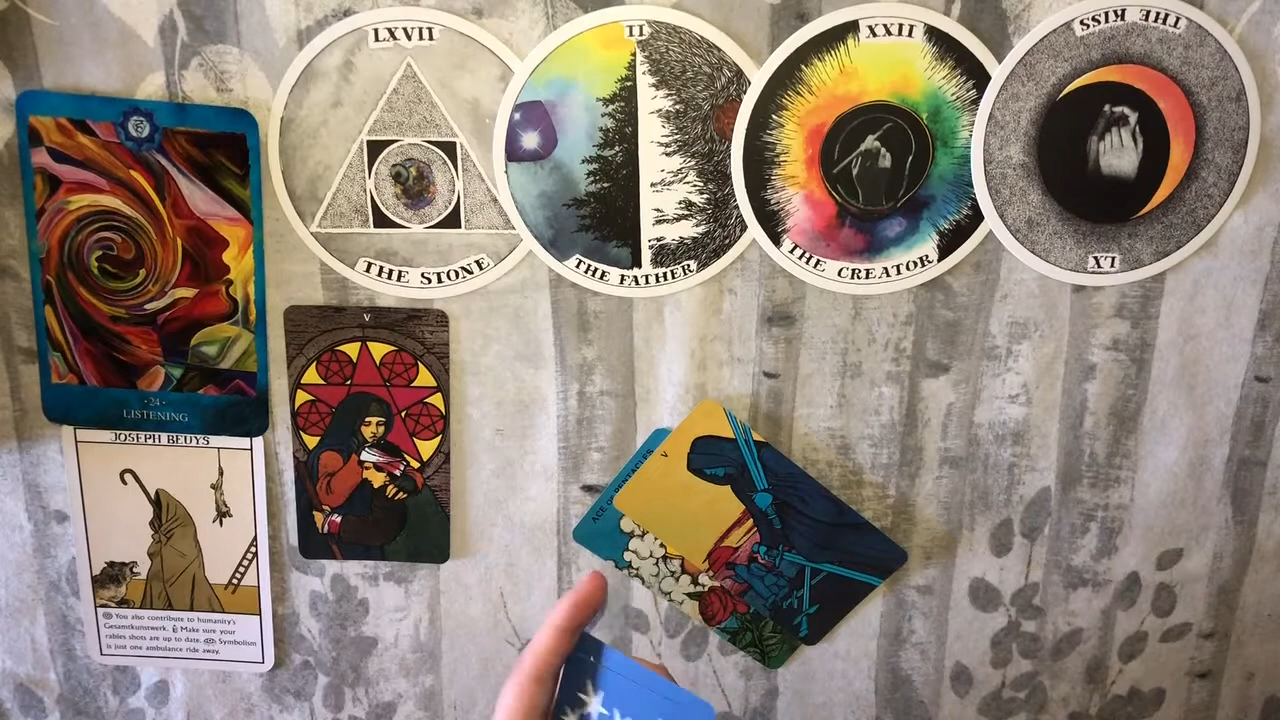 LXVII
THE STONE
II
THE FATHER
XXII
THE CREATOR
THE KISS
LX
·24·
LISTENING
JOSEPH BEUYS
You also contribute to humanity's
Gesamtkunstwerk. Make sure your
rabies shots are up to date. Symbolism
is just one ambulance ride away.
V
ACE OF PENTACLES
V